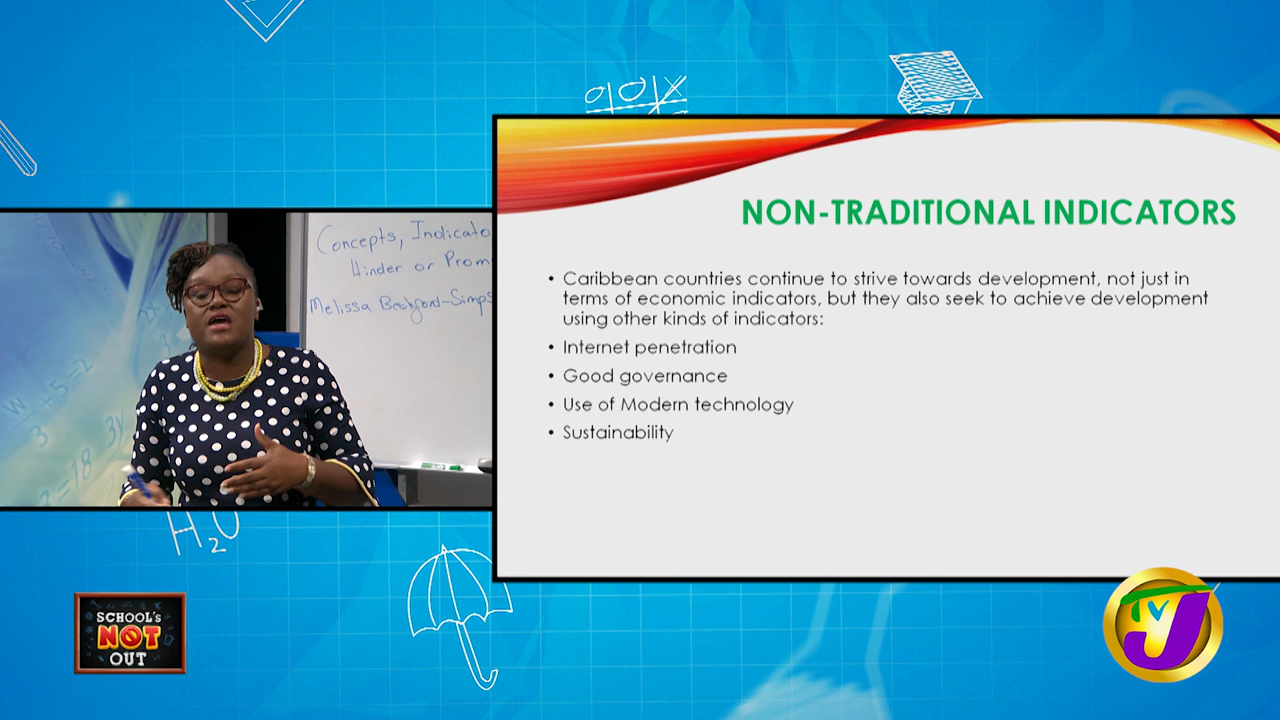 Concepts, Indicato
Hinder or Prom
NON-TRADITIONAL INDICATORS
• Caribbean countries continue to strive towards development, not just in
terms of economic indicators, but they also seek to achieve development
using other kinds of indicators:
• Internet penetration
• Good governance
• Use of Modern technology
• Sustainability
Melissa
H₂O
SCHOOL'S
NOT
OUT
TVJ